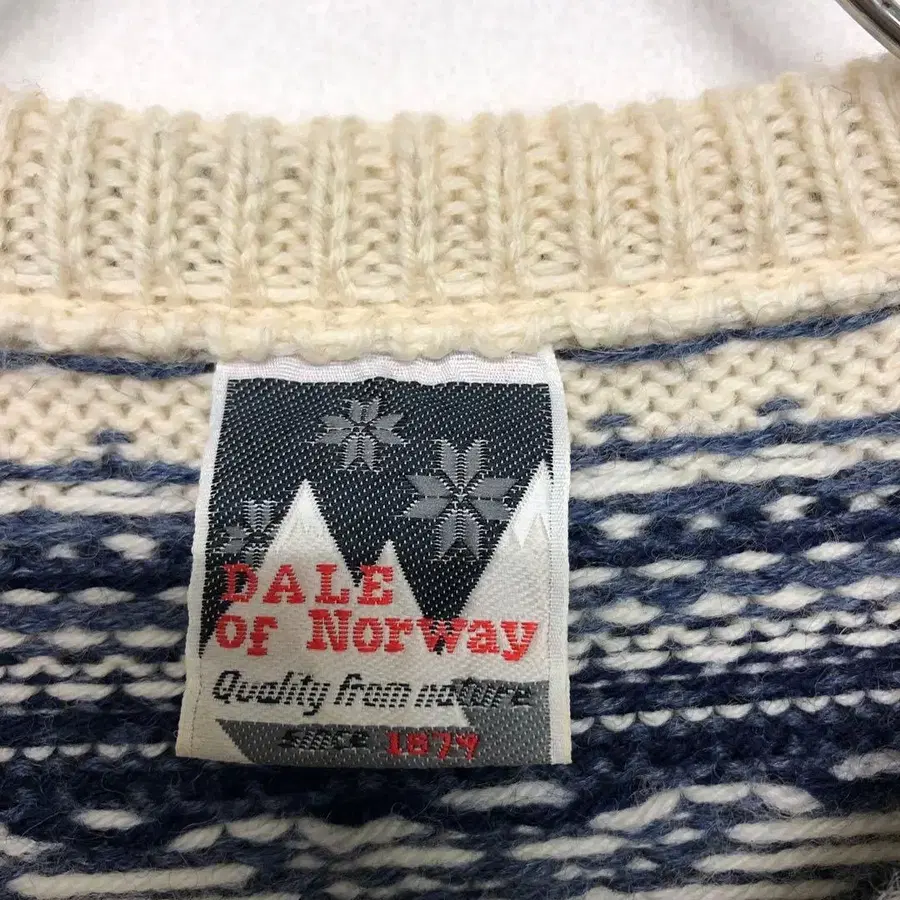 DALE
of Norway
Quality from nature
since 1879